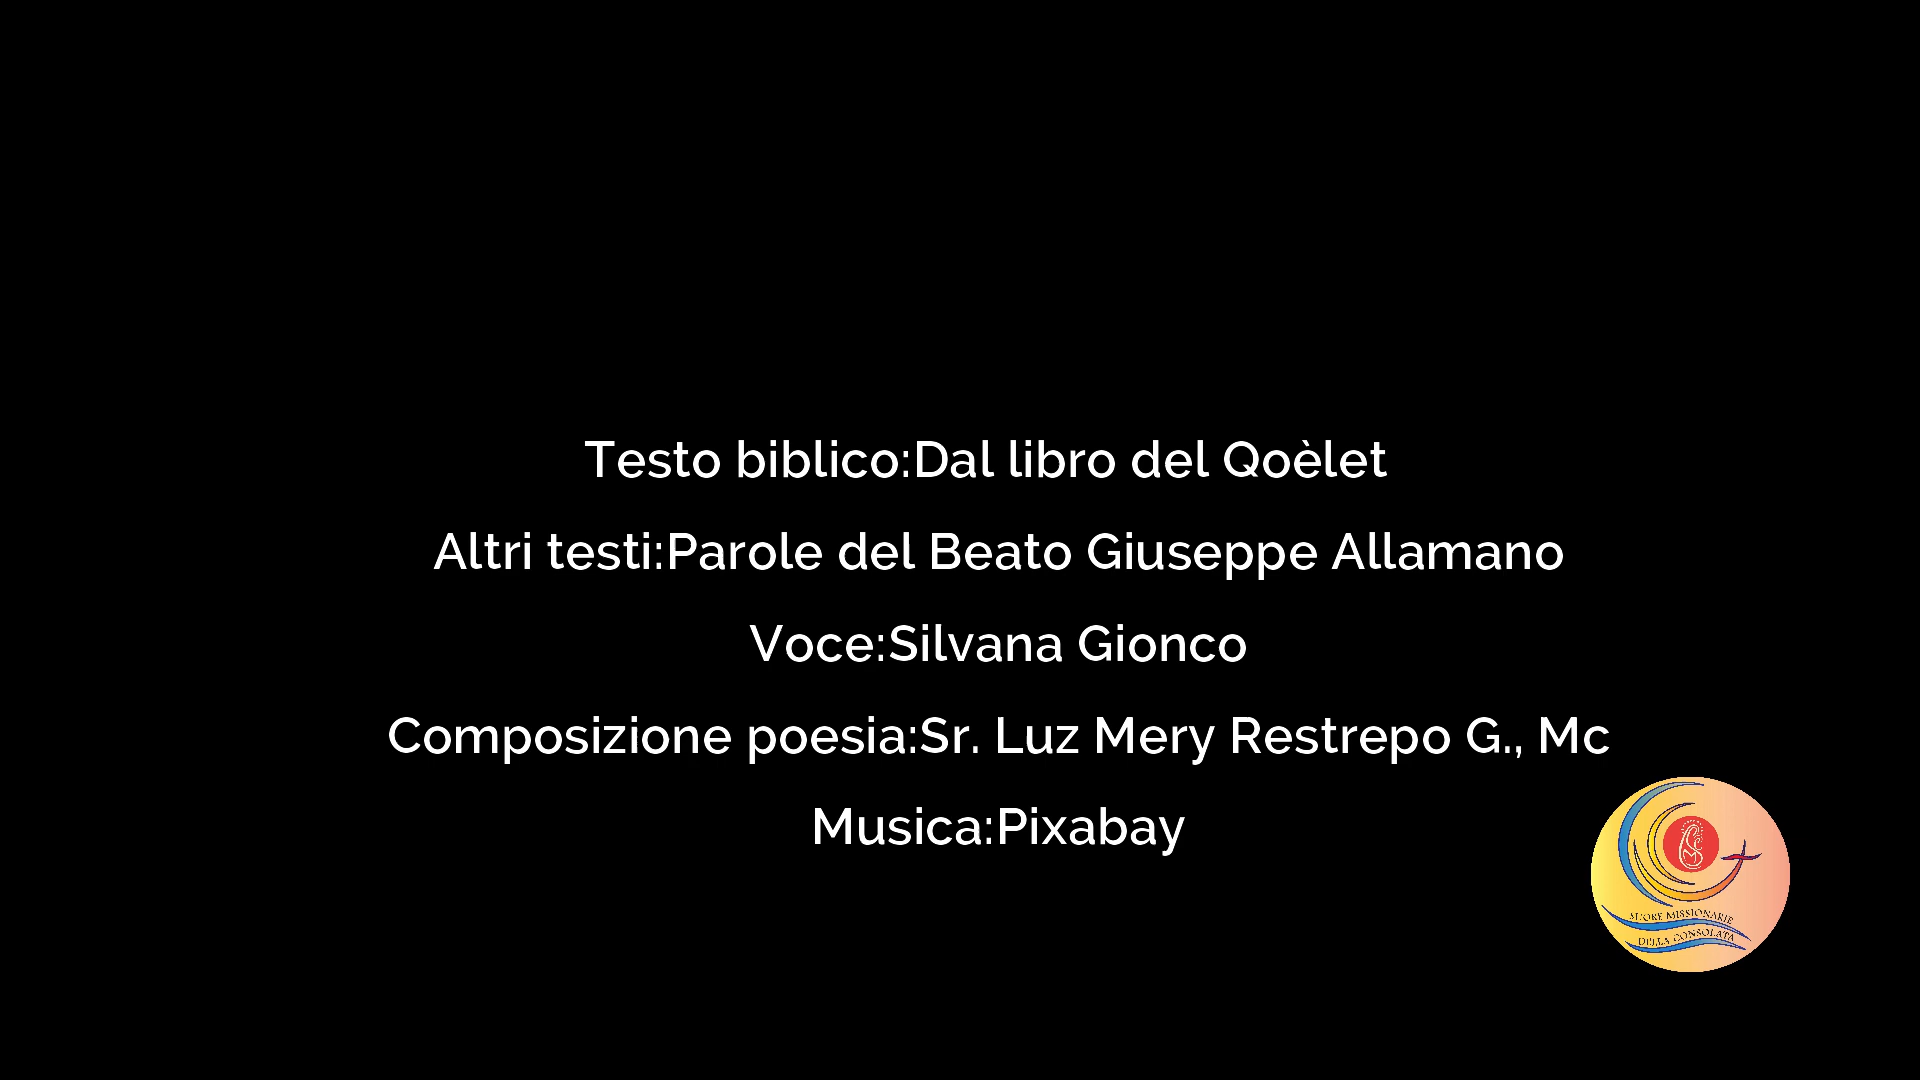 Testo biblico:Dal libro del Qoèlet
Altri testi:Parole del Beato Giuseppe Allamano
Voce:Silvana Gionco
Composizione poesia:Sr. Luz Mery Restrepo G., Mc
Musica:Pixabay
SUORE MISSIONARIE
DELLA CONSOLATA